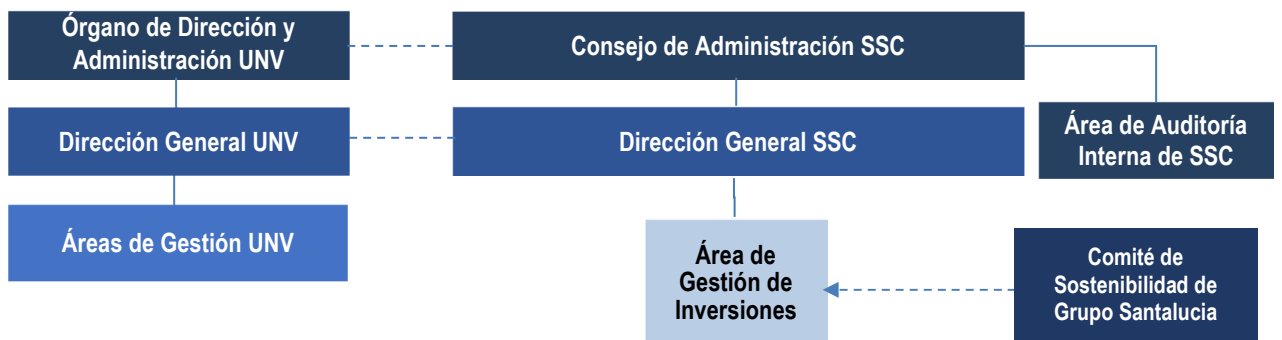 Órgano de Dirección y
Administración UNV
Consejo de Administración SSC
Dirección General UNV
Dirección General SSC
Área de Auditoría
Interna de SSC
Áreas de Gestión UNV
Área de
Gestión de
Inversiones
Comité de
Sostenibilidad de
Grupo Santalucia